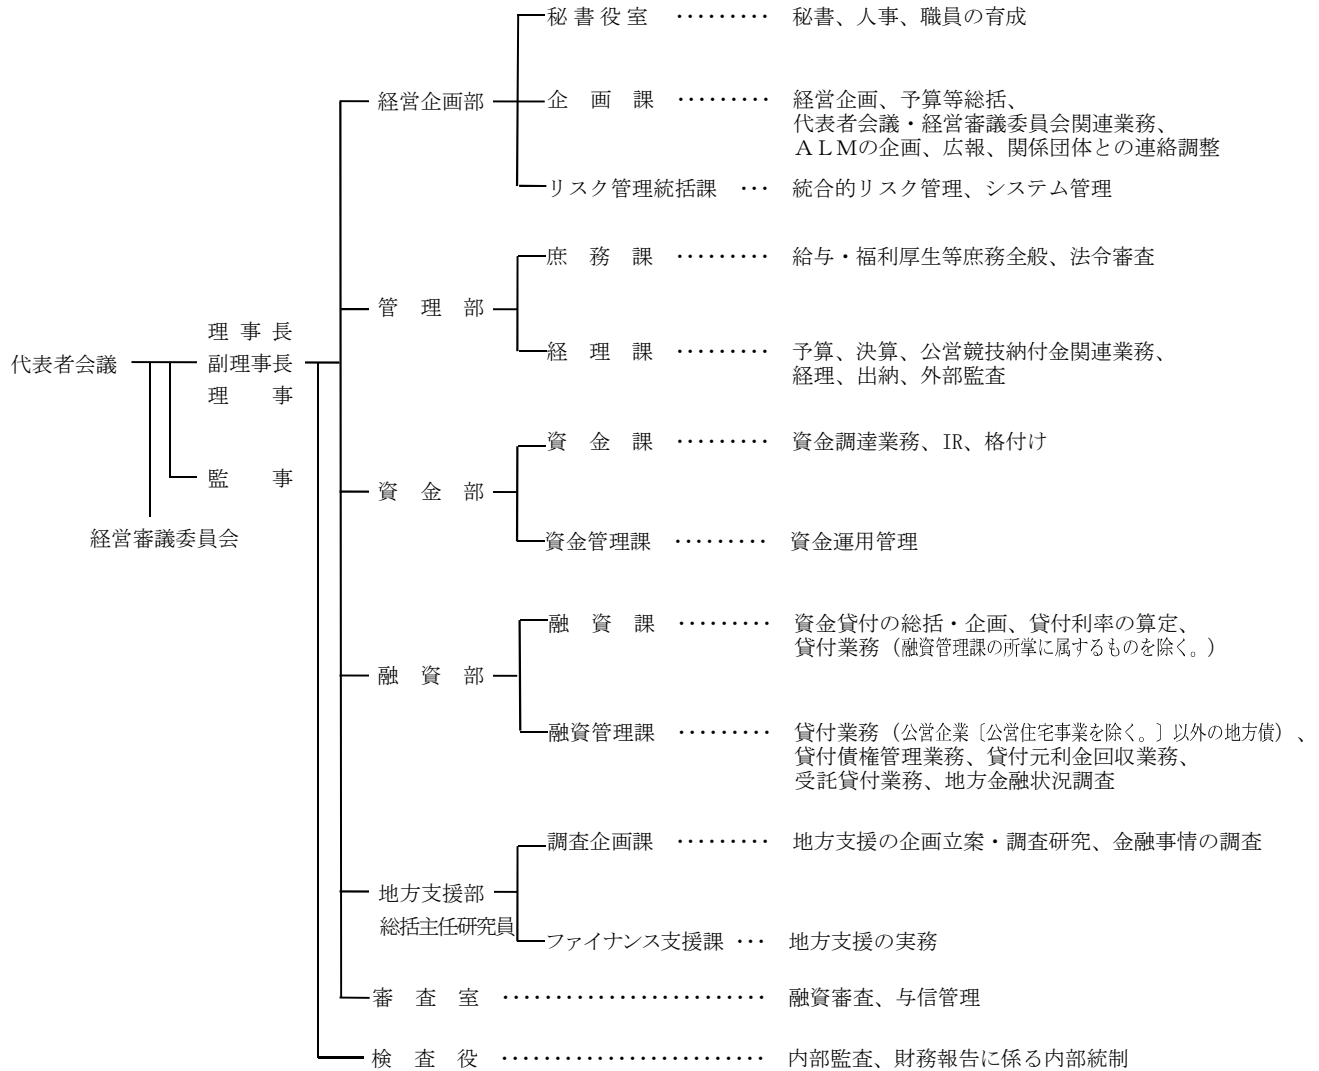 代表者会議
理事長
副理事長
理事
監事
経営審議委員会
経営企画部
秘書役室 ········· 秘書、人事、職員の育成
企画課 ········· 経営企画、予算等総括、
代表者会議・経営審議委員会関連業務、
ＡＬＭの企画、広報、関係団体との連絡調整
リスク管理統括課 ··· 統合的リスク管理、システム管理
管理部
庶務課 ········· 給与・福利厚生等庶務全般、法令審査
経理課 ········· 予算、決算、公営競技納付金関連業務、
経理、出納、外部監査
資金部
資金課 ········· 資金調達業務、IR、格付け
資金管理課 ········· 資金運用管理
融資部
融資課 ········· 資金貸付の総括・企画、貸付利率の算定、
貸付業務（融資管理課の所掌に属するものを除く。）
融資管理課 ········· 貸付業務（公営企業〔公営住宅事業を除く。〕以外の地方債）、
貸付債権管理業務、貸付元利金回収業務、
受託貸付業務、地方金融状況調査
地方支援部
総括主任研究員
調査企画課 ········· 地方支援の企画立案・調査研究、金融事情の調査
ファイナンス支援課 ··· 地方支援の実務
審査室 ························· 融資審査、与信管理
検査役 ························· 内部監査、財務報告に係る内部統制